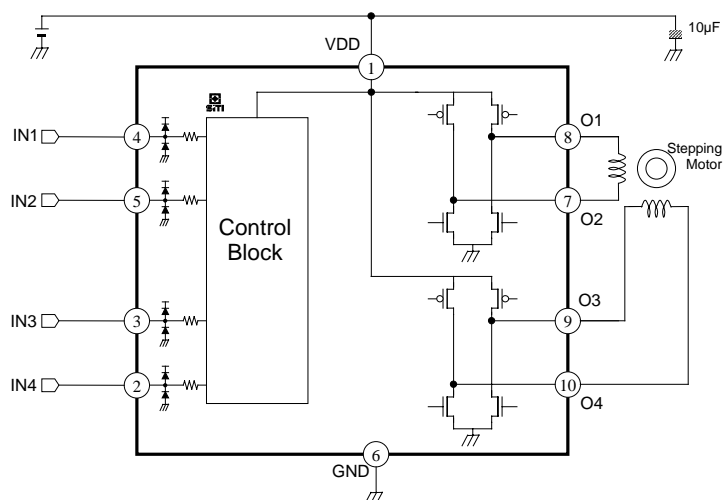 10µF
VDD
1
SiTI
IN1
4
8
O1
Stepping
Motor
IN2
5
7
O2
Control
Block
IN3
3
9
O3
IN4
2
10
O4
6
GND